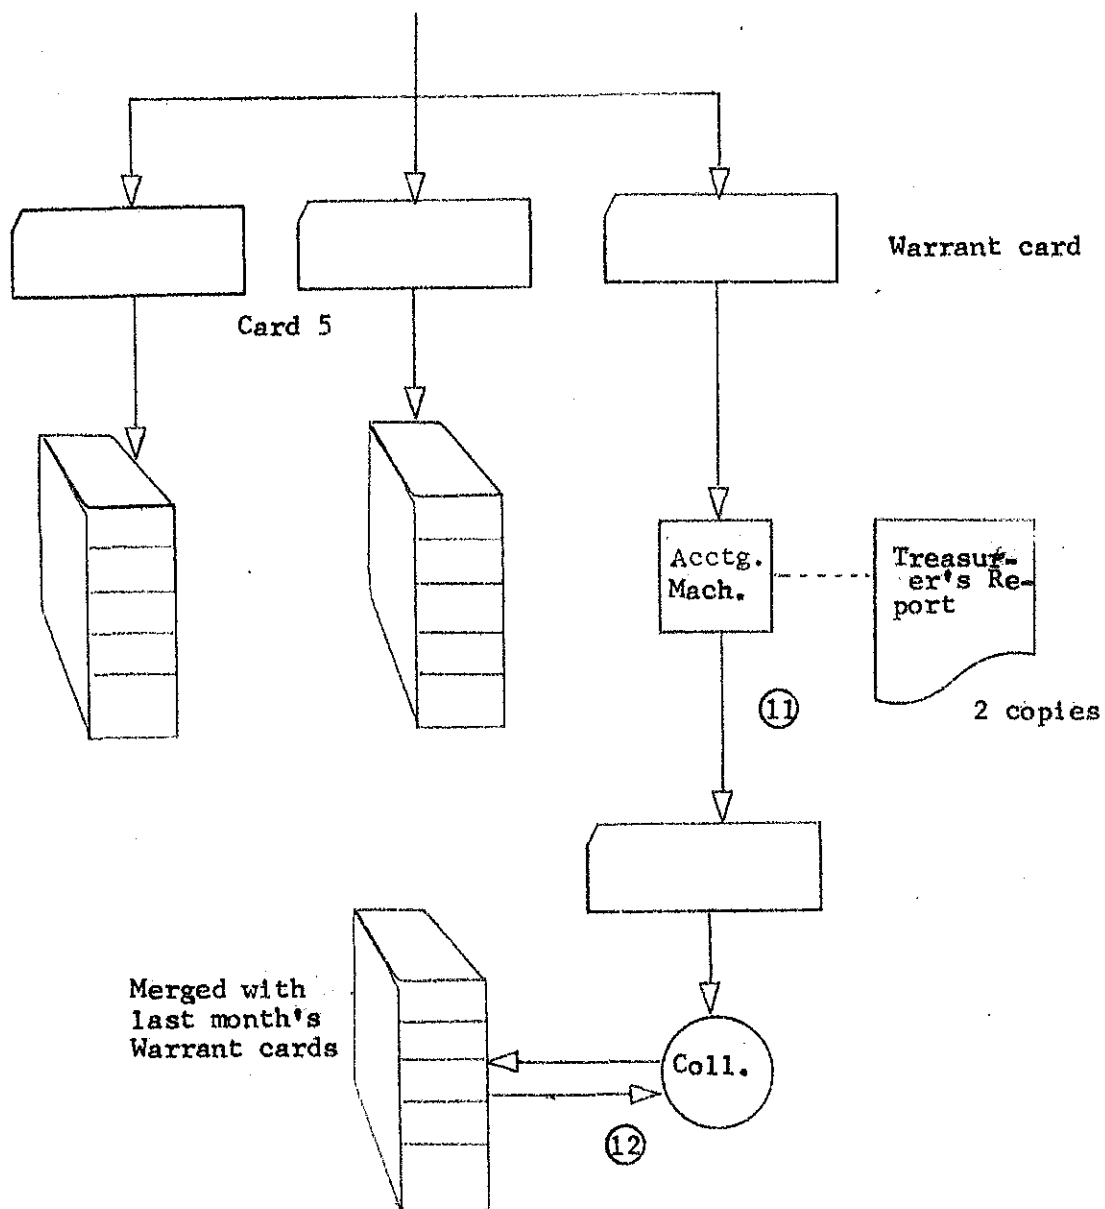 Warrant card
Card 5
Acctg.
Mach.
Treasur-
er's Re-
port
11
2 copies
Merged with
last month's
Warrant cards
Coll.
12